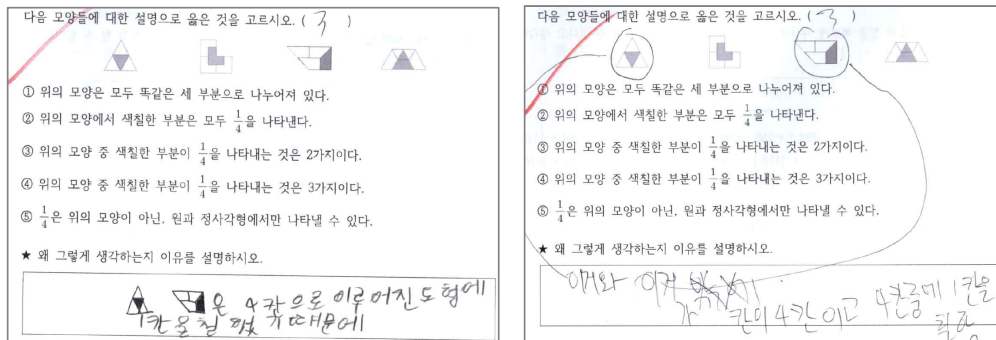 다음 모양들에 대한 설명으로 옳은 것을 고르시오. ( 3 )
① 위의 모양은 모두 똑같은 세 부분으로 나누어져 있다.
② 위의 모양에서 색칠한 부분은 모두 1/4을 나타낸다.
③ 위의 모양 중 색칠한 부분이 1/4을 나타내는 것은 2가지이다.
④ 위의 모양 중 색칠한 부분이 1/4을 나타내는 것은 3가지이다.
⑤ 1/4은 위의 모양이 아닌, 원과 정사각형에서만 나타낼 수 있다.
★ 왜 그렇게 생각하는지 이유를 설명하시오.
은 4칸으로 이루어진 도형에
1칸을 칠 했기 때문에
다음 모양들에 대한 설명으로 옳은 것을 고르시오. ( 3 )
① 위의 모양은 모두 똑같은 세 부분으로 나누어져 있다.
② 위의 모양에서 색칠한 부분은 모두 1/4을 나타낸다.
③ 위의 모양 중 색칠한 부분이 1/4을 나타내는 것은 2가지이다.
④ 위의 모양 중 색칠한 부분이 1/4을 나타내는 것은 3가지이다.
⑤ 1/4은 위의 모양이 아닌, 원과 정사각형에서만 나타낼 수 있다.
★ 왜 그렇게 생각하는지 이유를 설명하시오.
이거와 이거
가 칸이 4칸이고 4칸중에 1칸을